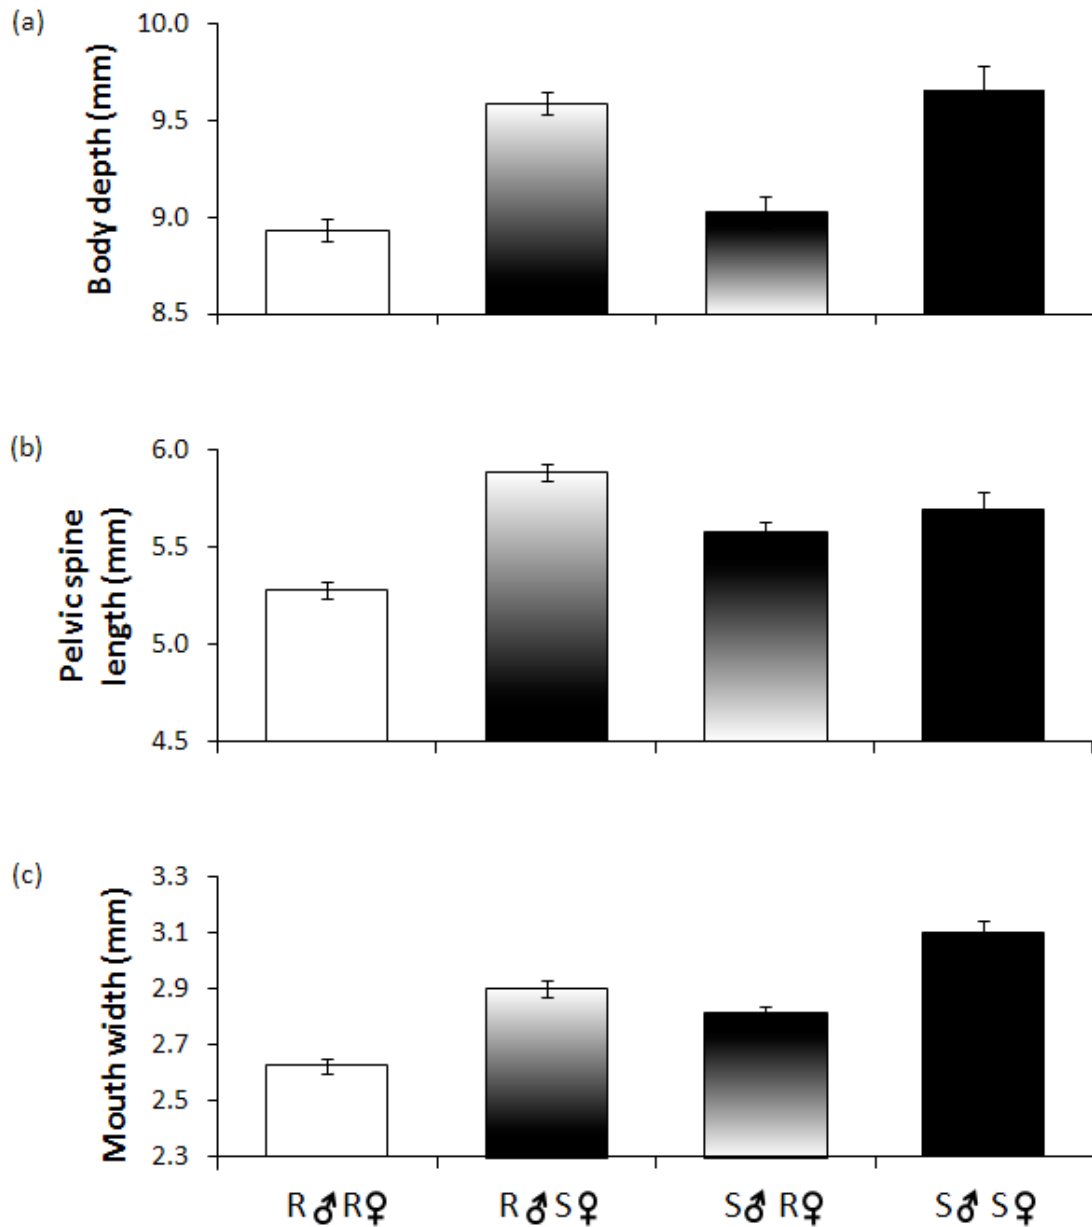 (a)
Body depth (mm)
10.0
9.5
9.0
8.5
(b)
Pelvic spine
length (mm)
6.0
5.5
5.0
4.5
(c)
Mouth width (mm)
3.3
3.1
2.9
2.7
2.5
2.3
R♂R♀ R♂S♀ S♂R♀ S♂S♀